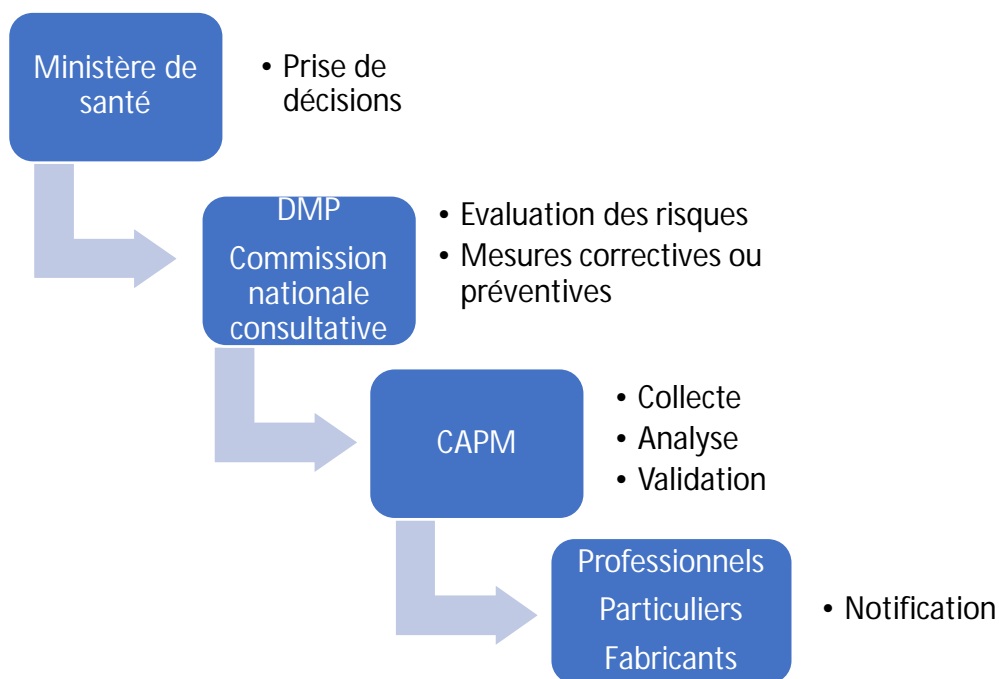 Ministère de
santé
• Prise de
décisions
DMP
Commission
nationale
consultative
• Evaluation des risques
• Mesures correctives ou
préventives
CAPM
• Collecte
• Analyse
• Validation
Professionnels
Particuliers
Fabricants
• Notification